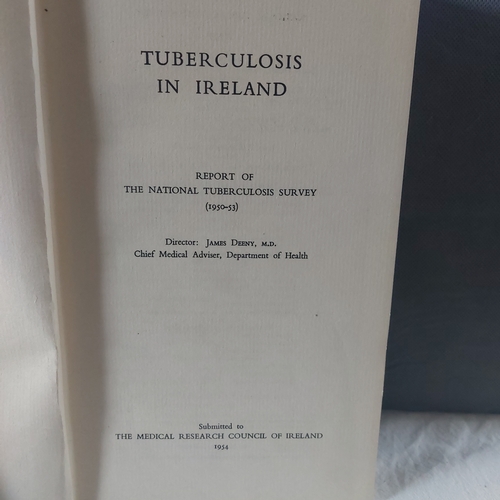 TUBERCULOSIS
IN IRELAND
REPORT OF
THE NATIONAL TUBERCULOSIS SURVEY
(1950-53)
Director: James Deeny, M.D.
Chief Medical Adviser, Department of Health
Submitted to
THE MEDICAL RESEARCH COUNCIL OF IRELAND
1954